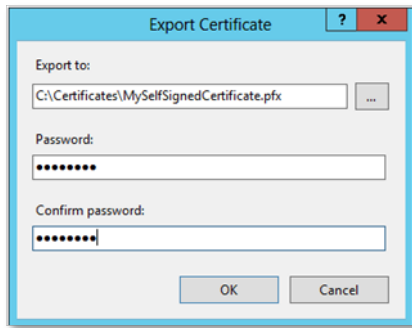 Export Certificate
?
x
Export to:
C:\Certificates\MySelfSignedCertificate.pfx
...
Password:
••••••••
Confirm password:
••••••••
OK
Cancel